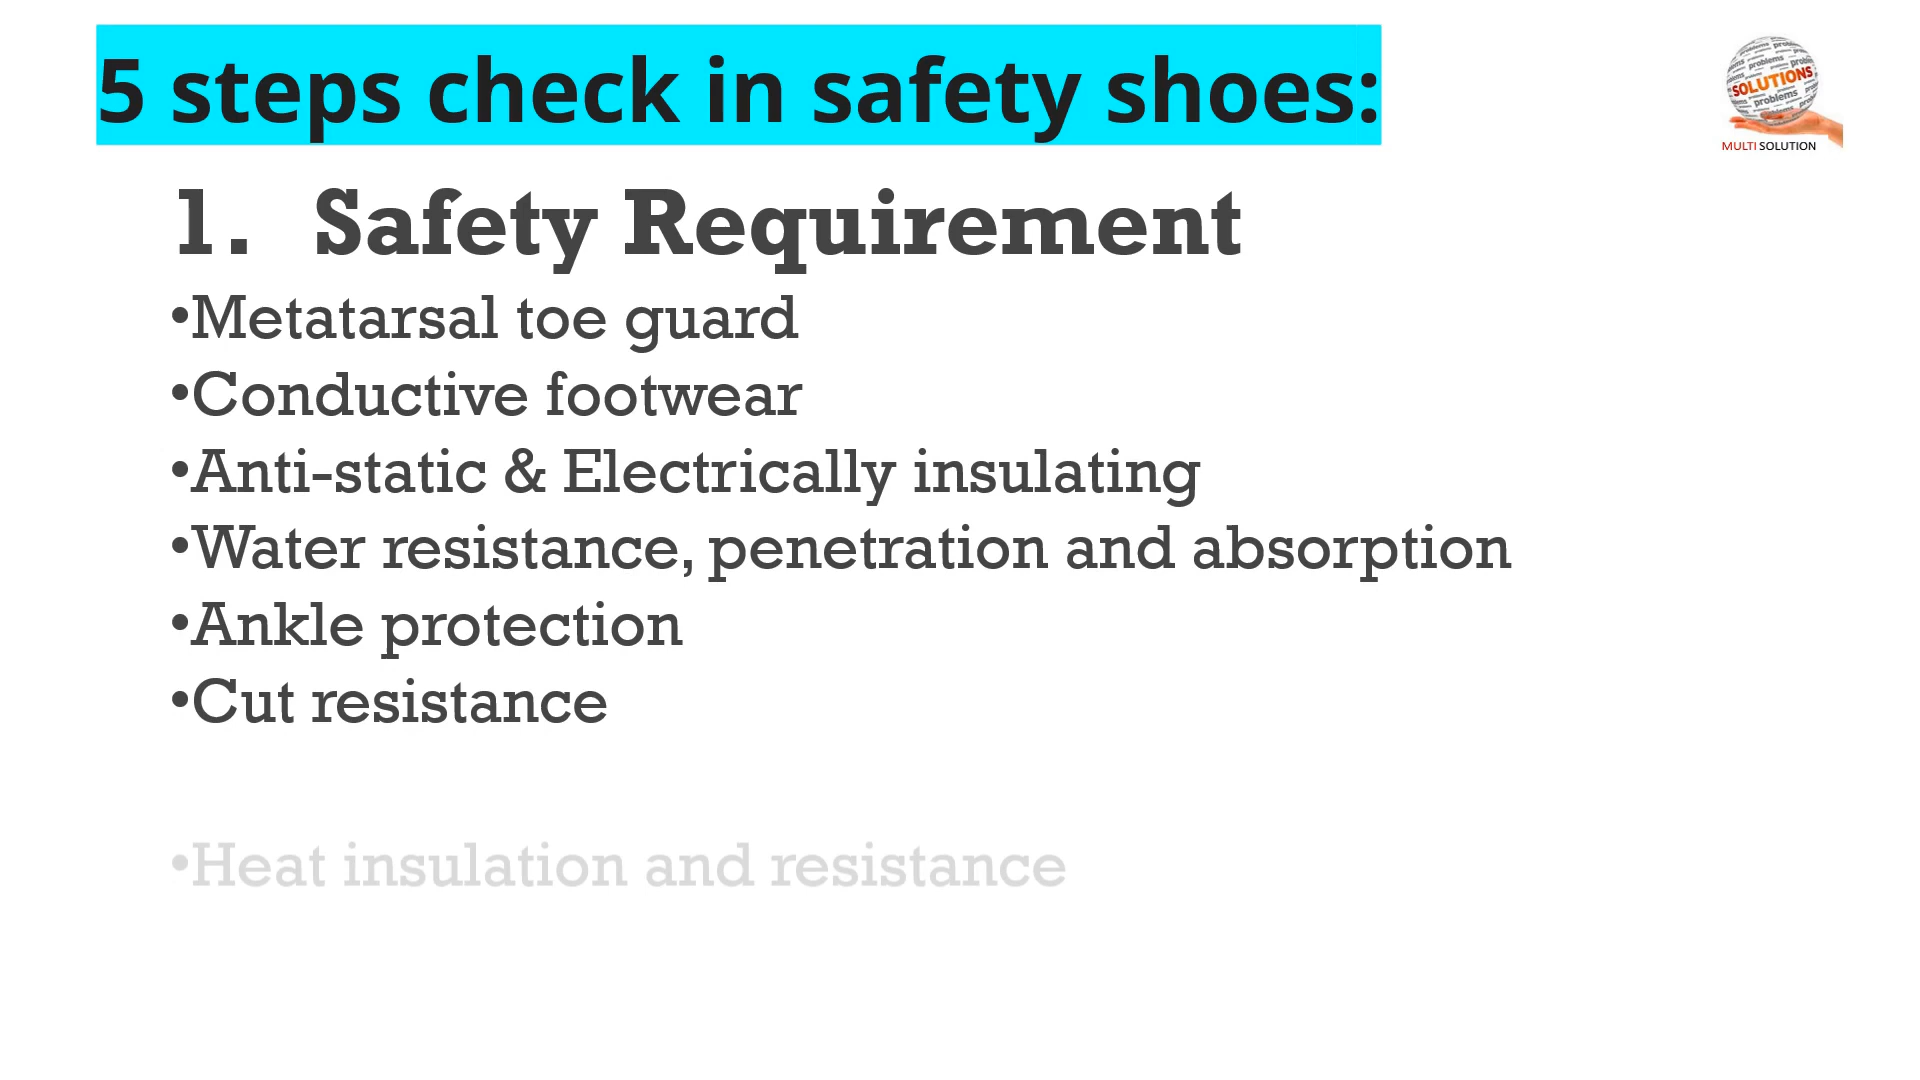 5 steps check in safety shoes:
SOLUTIONS
problems
MULTI SOLUTION
1. Safety Requirement
•Metatarsal toe guard
•Conductive footwear
•Anti-static & Electrically insulating
•Water resistance, penetration and absorption
•Ankle protection
•Cut resistance
•Heat insulation and resistance